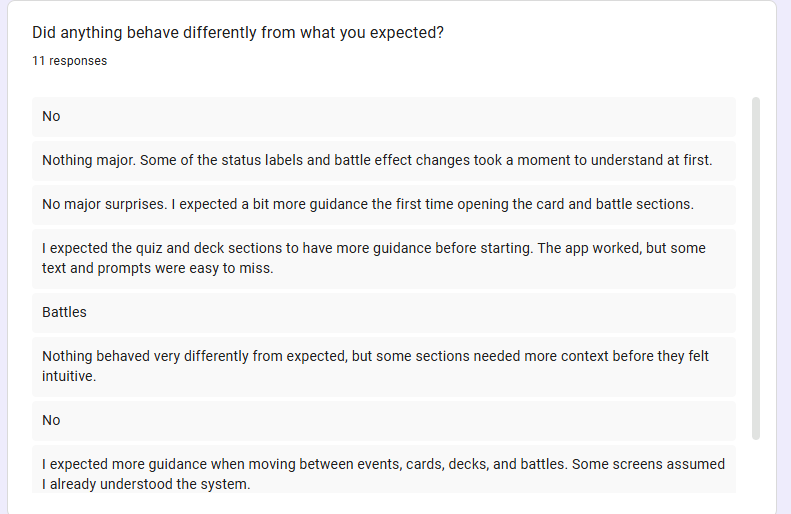 Did anything behave differently from what you expected?
11 responses
No
Nothing major. Some of the status labels and battle effect changes took a moment to understand at first.
No major surprises. I expected a bit more guidance the first time opening the card and battle sections.
I expected the quiz and deck sections to have more guidance before starting. The app worked, but some
text and prompts were easy to miss.
Battles
Nothing behaved very differently from expected, but some sections needed more context before they felt
intuitive.
No
I expected more guidance when moving between events, cards, decks, and battles. Some screens assumed
I already understood the system.